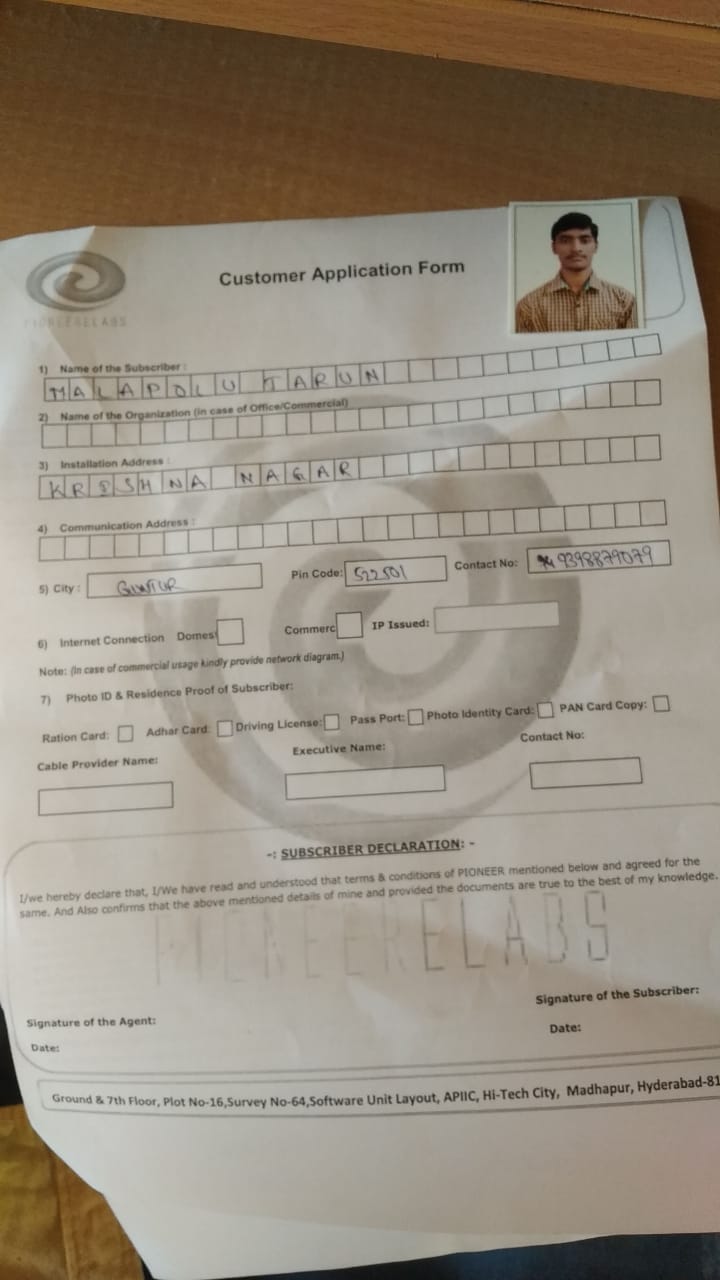 Customer Application Form
PIONEERELABS
1) Name of the Subscriber :
MALAPOLU TARUN
2) Name of the Organization (in case of Office/Commercial)
3) Installation Address :
KRISHNA NAGAR
4) Communication Address :
5) City : GUNTUR Pin Code: 522501 Contact No: 9398879079
6) Internet Connection Domes Commerc IP Issued:
Note: (In case of commercial usage kindly provide network diagram.)
7) Photo ID & Residence Proof of Subscriber:
Ration Card: Adhar Card: Driving License: Pass Port: Photo Identity Card: PAN Card Copy:
Cable Provider Name: Executive Name: Contact No:
-: SUBSCRIBER DECLARATION: -
I/we hereby declare that, I/We have read and understood that terms & conditions of PIONEER mentioned below and agreed for the
same. And Also confirms that the above mentioned details of mine and provided the documents are true to the best of my knowledge.
PIONEERELABS
Signature of the Agent: Signature of the Subscriber:
Date: Date:
Ground & 7th Floor, Plot No-16,Survey No-64,Software Unit Layout, APIIC, Hi-Tech City, Madhapur, Hyderabad-81